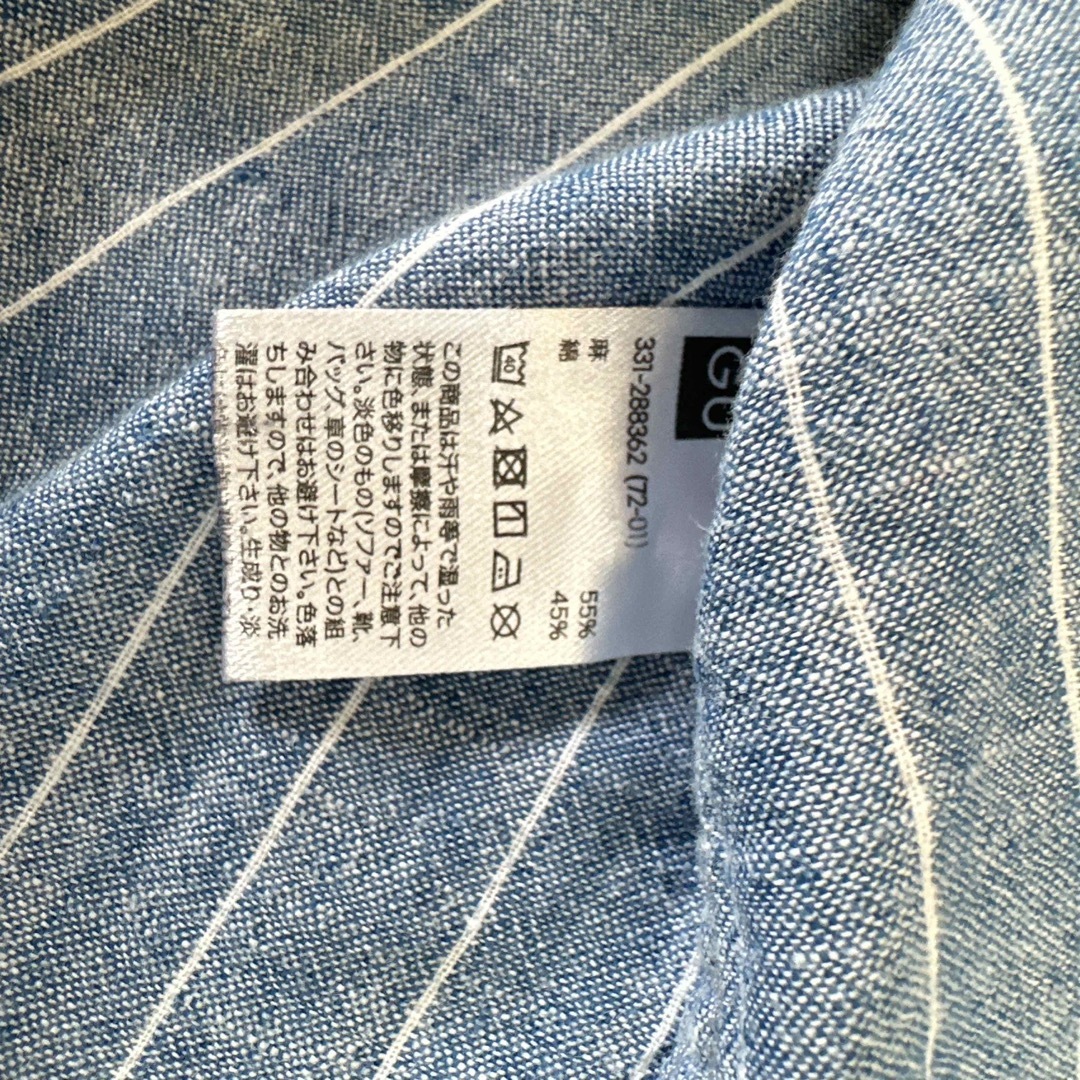 GU
331-288362 (72-01)
麻 55%
綿 45%
40
この商品は汗や雨等で湿った
状態、または摩擦によって、他の
物に色移りしますのでご注意下
さい。淡色のもの(ソファー、靴、
バッグ、車のシートなど)との組
み合わせはお避け下さい。色落
ちしますので、他の物とのお洗
濯はお避け下さい。生成り・淡